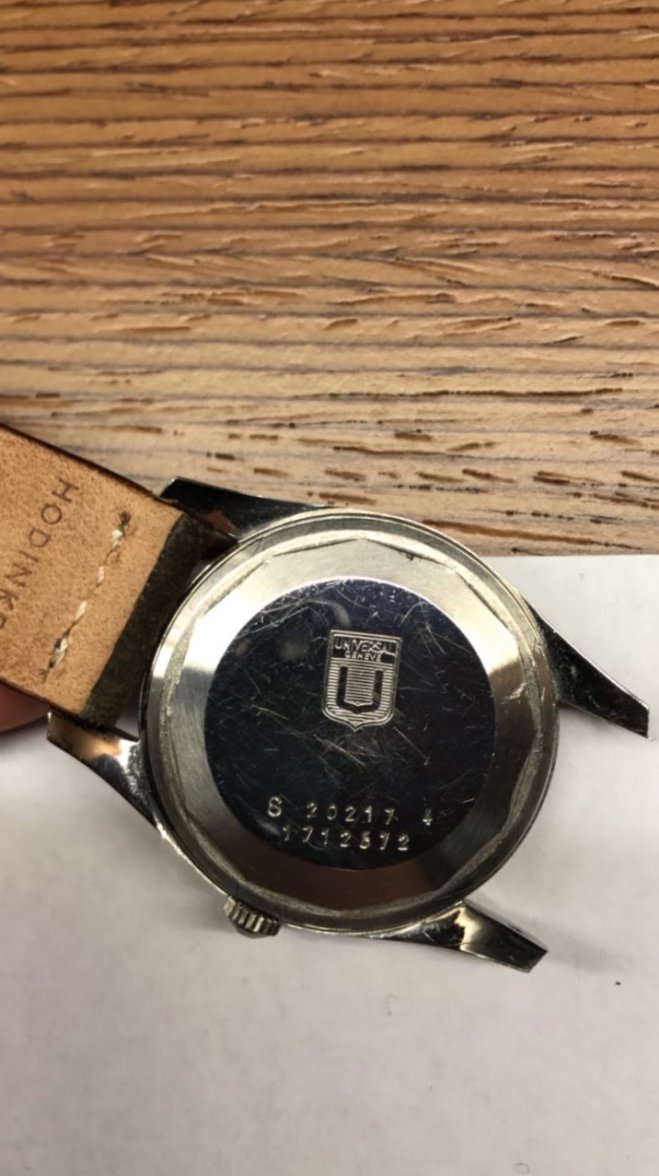 HODINKE
UNIVERSAL
GENEVE
U
S 20217 4
1712572